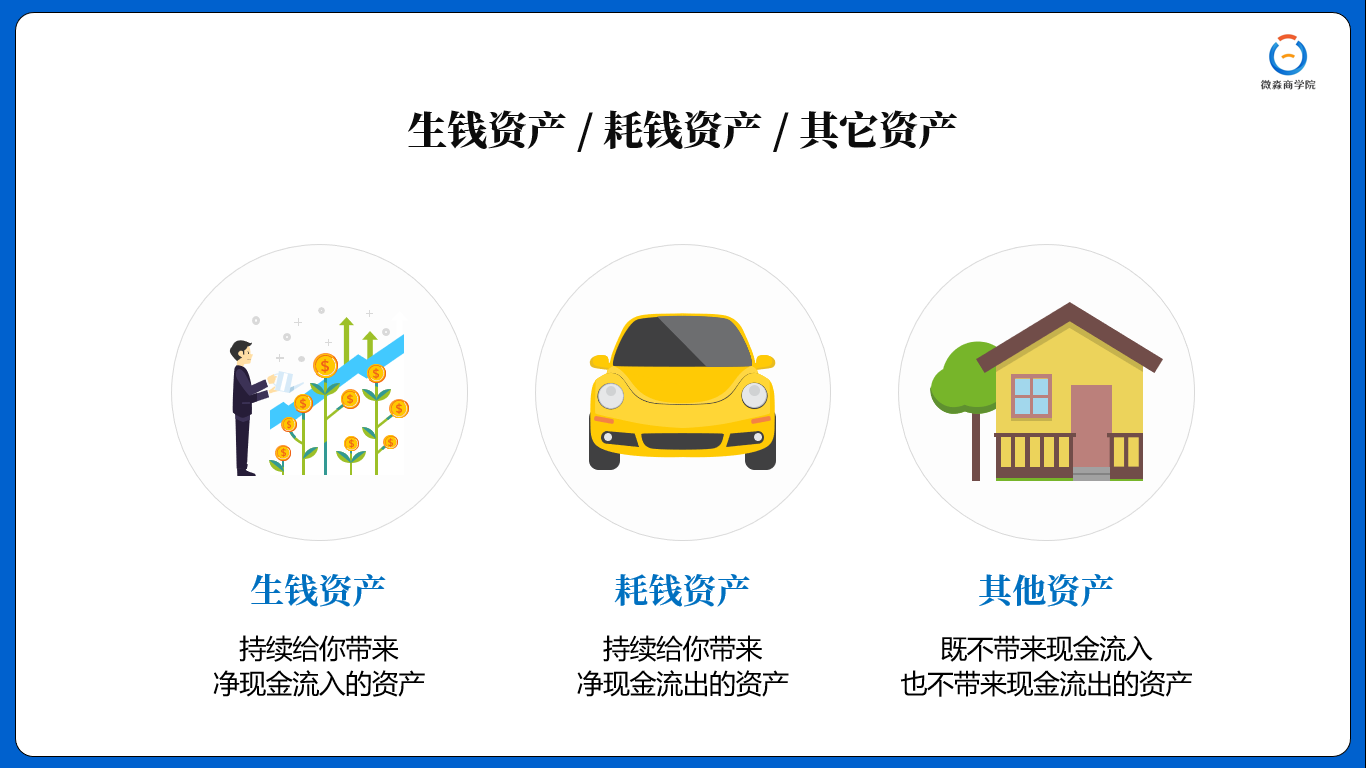 微淼商学院
生钱资产 / 耗钱资产 / 其它资产
生钱资产
持续给你带来
净现金流入的资产
耗钱资产
持续给你带来
净现金流出的资产
其他资产
既不带来现金流入
也不带来现金流出的资产